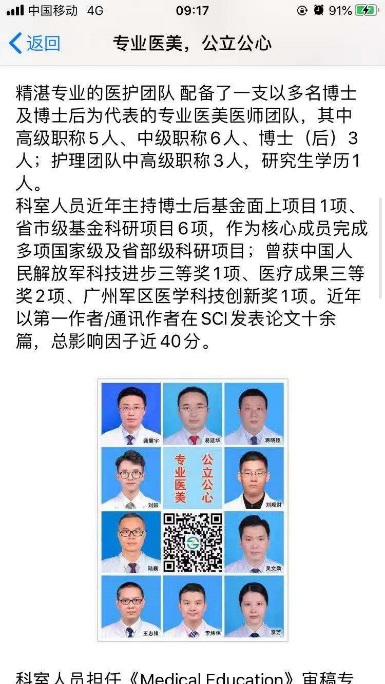 中国移动 4G 09:17 91%
返回 专业医美，公立公心
精湛专业的医护团队 配备了一支以多名博士
及博士后为代表的专业医美医师团队，其中
高级职称5人、中级职称6人、博士（后）3
人；护理团队中高级职称3人，研究生学历1
人。
科室人员近年主持博士后基金面上项目1项、
省市级基金科研项目6项，作为核心成员完成
多项国家级及省部级科研项目；曾获中国人
民解放军科技进步三等奖1项、医疗成果三等
奖2项、广州军区医学科技创新奖1项。近年
以第一作者/通讯作者在SCI发表论文十余
篇，总影响因子近40分。
专业医美
公立公心
科室人员担任《Medical Education》审稿专